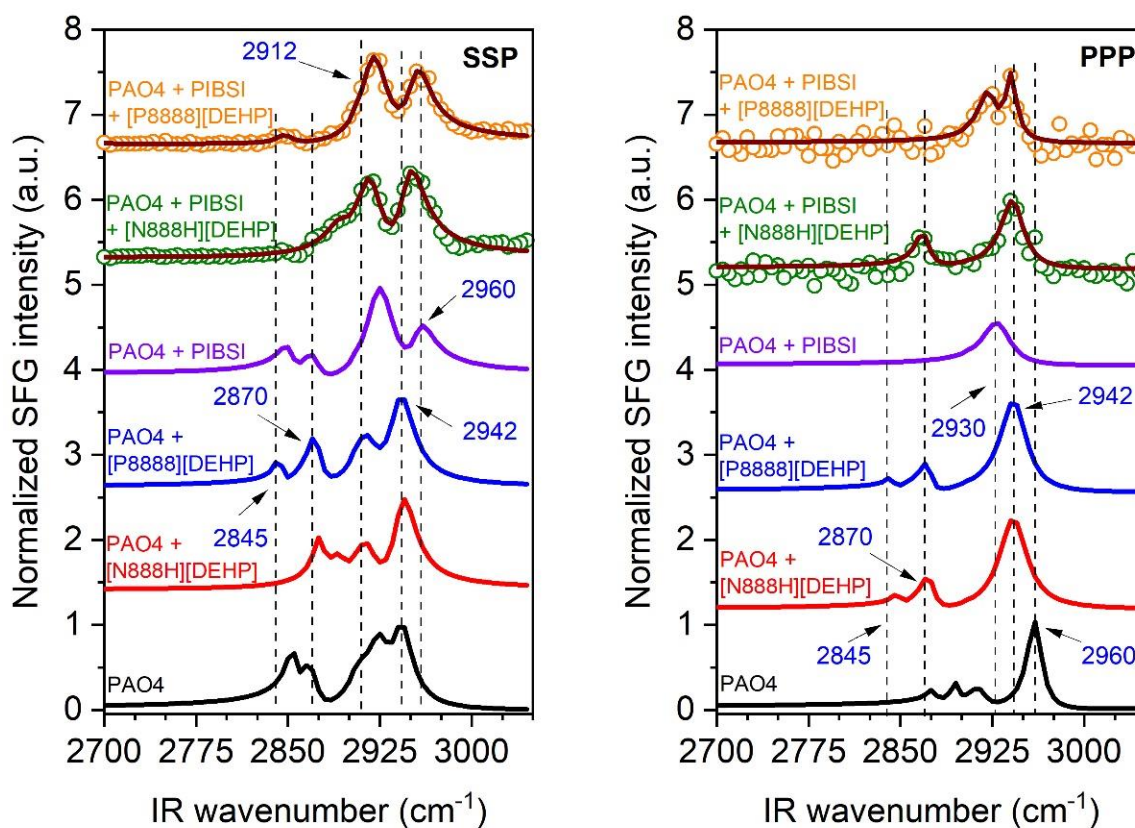 SSP
Normalized SFG intensity (a.u.)
8
7
6
5
4
3
2
1
0
2912
PAO4 + PIBSI
+ [P8888][DEHP]
PAO4 + PIBSI
+ [N888H][DEHP]
2960
PAO4 + PIBSI
2870
2942
PAO4 +
[P8888][DEHP]
2845
PAO4 +
[N888H][DEHP]
PAO4
2700 2775 2850 2925 3000
IR wavenumber (cm⁻¹)
PPP
Normalized SFG intensity (a.u.)
8
7
6
5
4
3
2
1
0
PAO4 + PIBSI
+ [P8888][DEHP]
PAO4 + PIBSI
+ [N888H][DEHP]
PAO4 + PIBSI
2942
2930
PAO4 +
[P8888][DEHP]
2870
PAO4 +
[N888H][DEHP]
2845
2960
PAO4
2700 2775 2850 2925 3000
IR wavenumber (cm⁻¹)